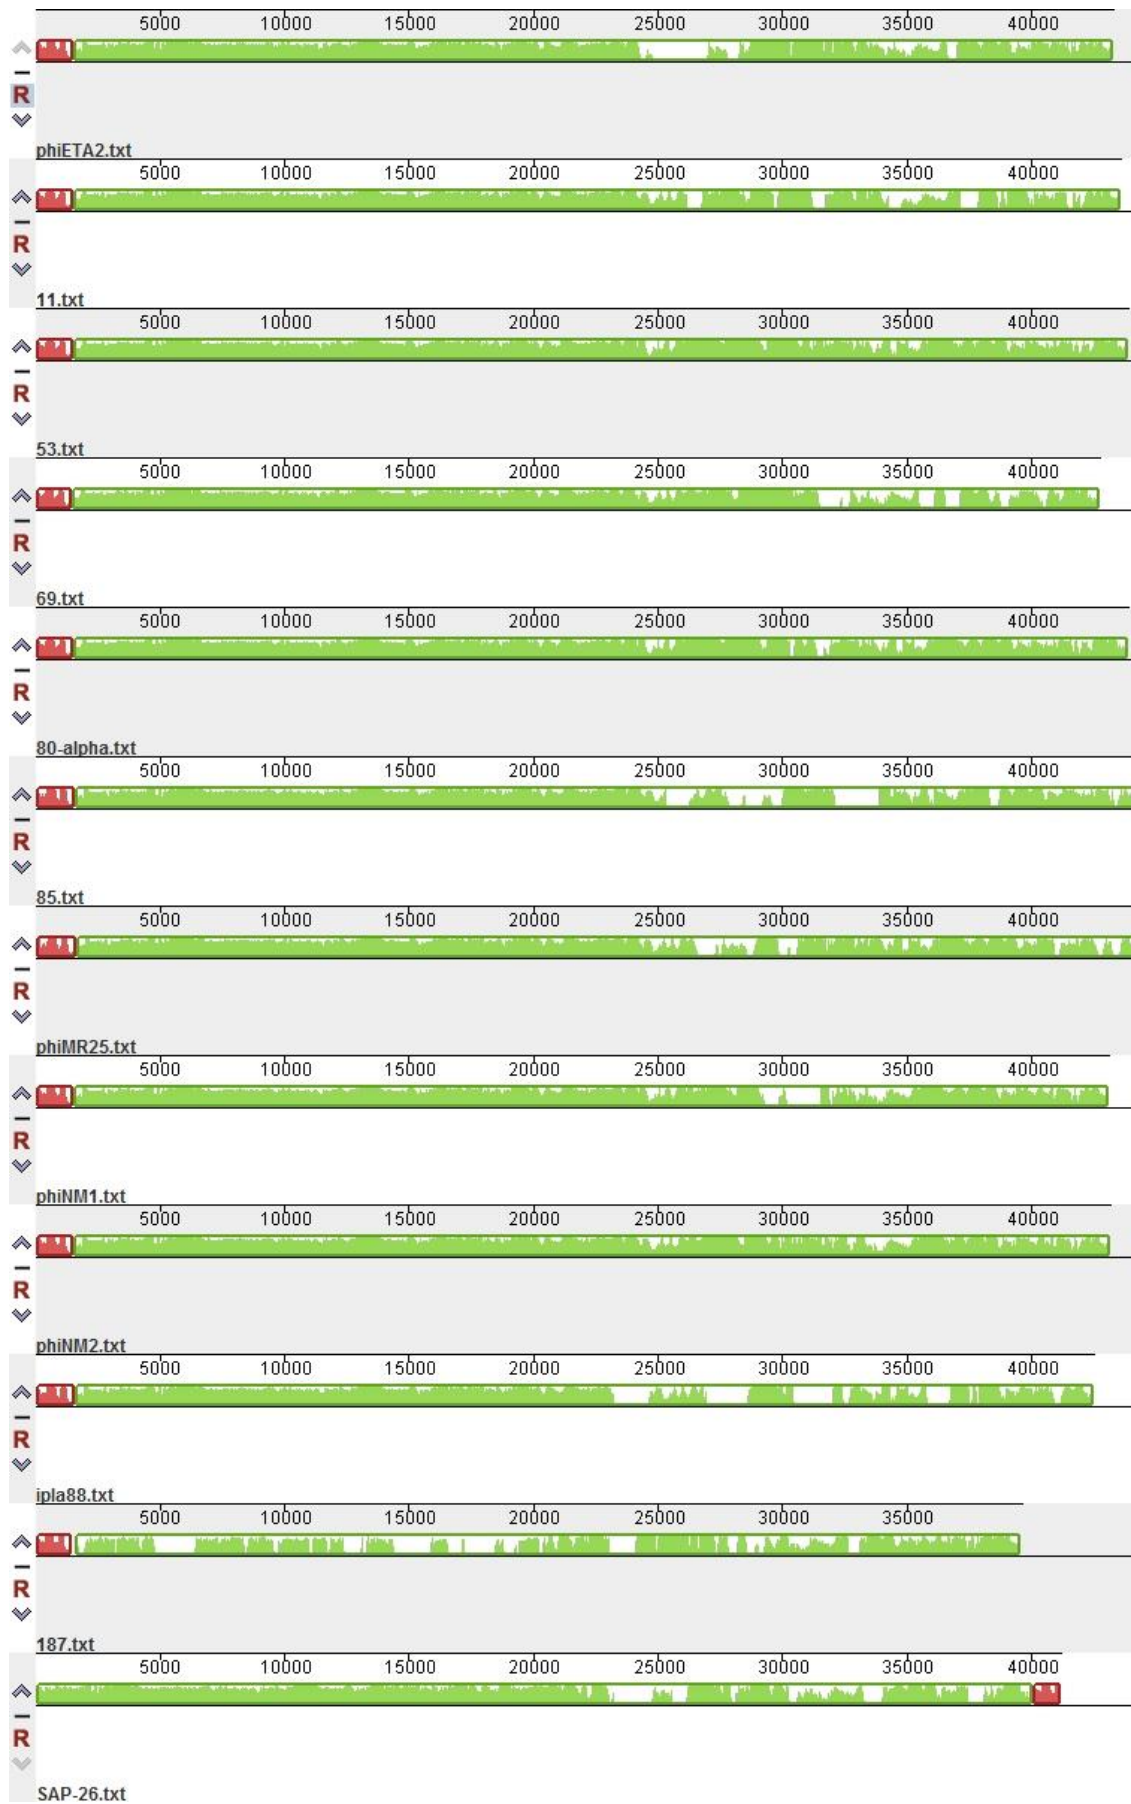 5000 10000 15000 20000 25000 30000 35000 40000
R
phiETA2.txt
5000 10000 15000 20000 25000 30000 35000 40000
R
11.txt
5000 10000 15000 20000 25000 30000 35000 40000
R
53.txt
5000 10000 15000 20000 25000 30000 35000 40000
R
69.txt
5000 10000 15000 20000 25000 30000 35000 40000
R
80-alpha.txt
5000 10000 15000 20000 25000 30000 35000 40000
R
85.txt
5000 10000 15000 20000 25000 30000 35000 40000
R
phiMR25.txt
5000 10000 15000 20000 25000 30000 35000 40000
R
phiNM1.txt
5000 10000 15000 20000 25000 30000 35000 40000
R
phiNM2.txt
5000 10000 15000 20000 25000 30000 35000 40000
R
ipla88.txt
5000 10000 15000 20000 25000 30000 35000
R
187.txt
5000 10000 15000 20000 25000 30000 35000 40000
R
SAP-26.txt